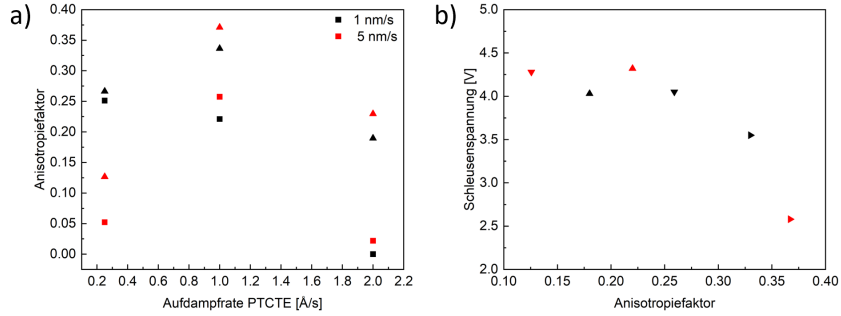 a)
1 nm/s
5 nm/s
Anisotropiefaktor
0.40
0.35
0.30
0.25
0.20
0.15
0.10
0.05
0.00
0.2 0.4 0.6 0.8 1.0 1.2 1.4 1.6 1.8 2.0 2.2
Aufdampfrate PTCTE [Å/s]
b)
Schleusenspannung [V]
5.0
4.5
4.0
3.5
3.0
2.5
2.0
0.10 0.15 0.20 0.25 0.30 0.35 0.40
Anisotropiefaktor